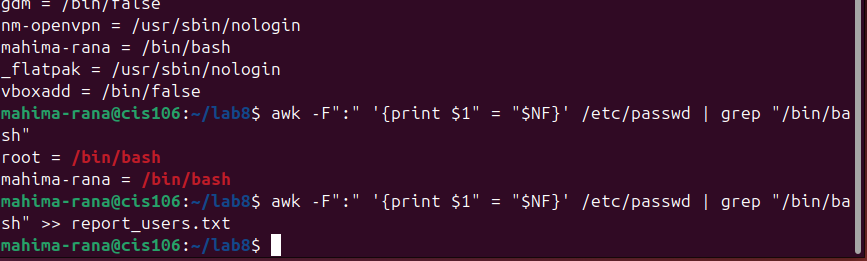 gdm = /bin/false
nm-openvpn = /usr/sbin/nologin
mahima-rana = /bin/bash
_flatpak = /usr/sbin/nologin
vboxadd = /bin/false
mahima-rana@cis106:~/lab8$ awk -F":" '{print $1" = "$NF}' /etc/passwd | grep "/bin/ba
sh"
root = /bin/bash
mahima-rana = /bin/bash
mahima-rana@cis106:~/lab8$ awk -F":" '{print $1" = "$NF}' /etc/passwd | grep "/bin/ba
sh" >> report_users.txt
mahima-rana@cis106:~/lab8$